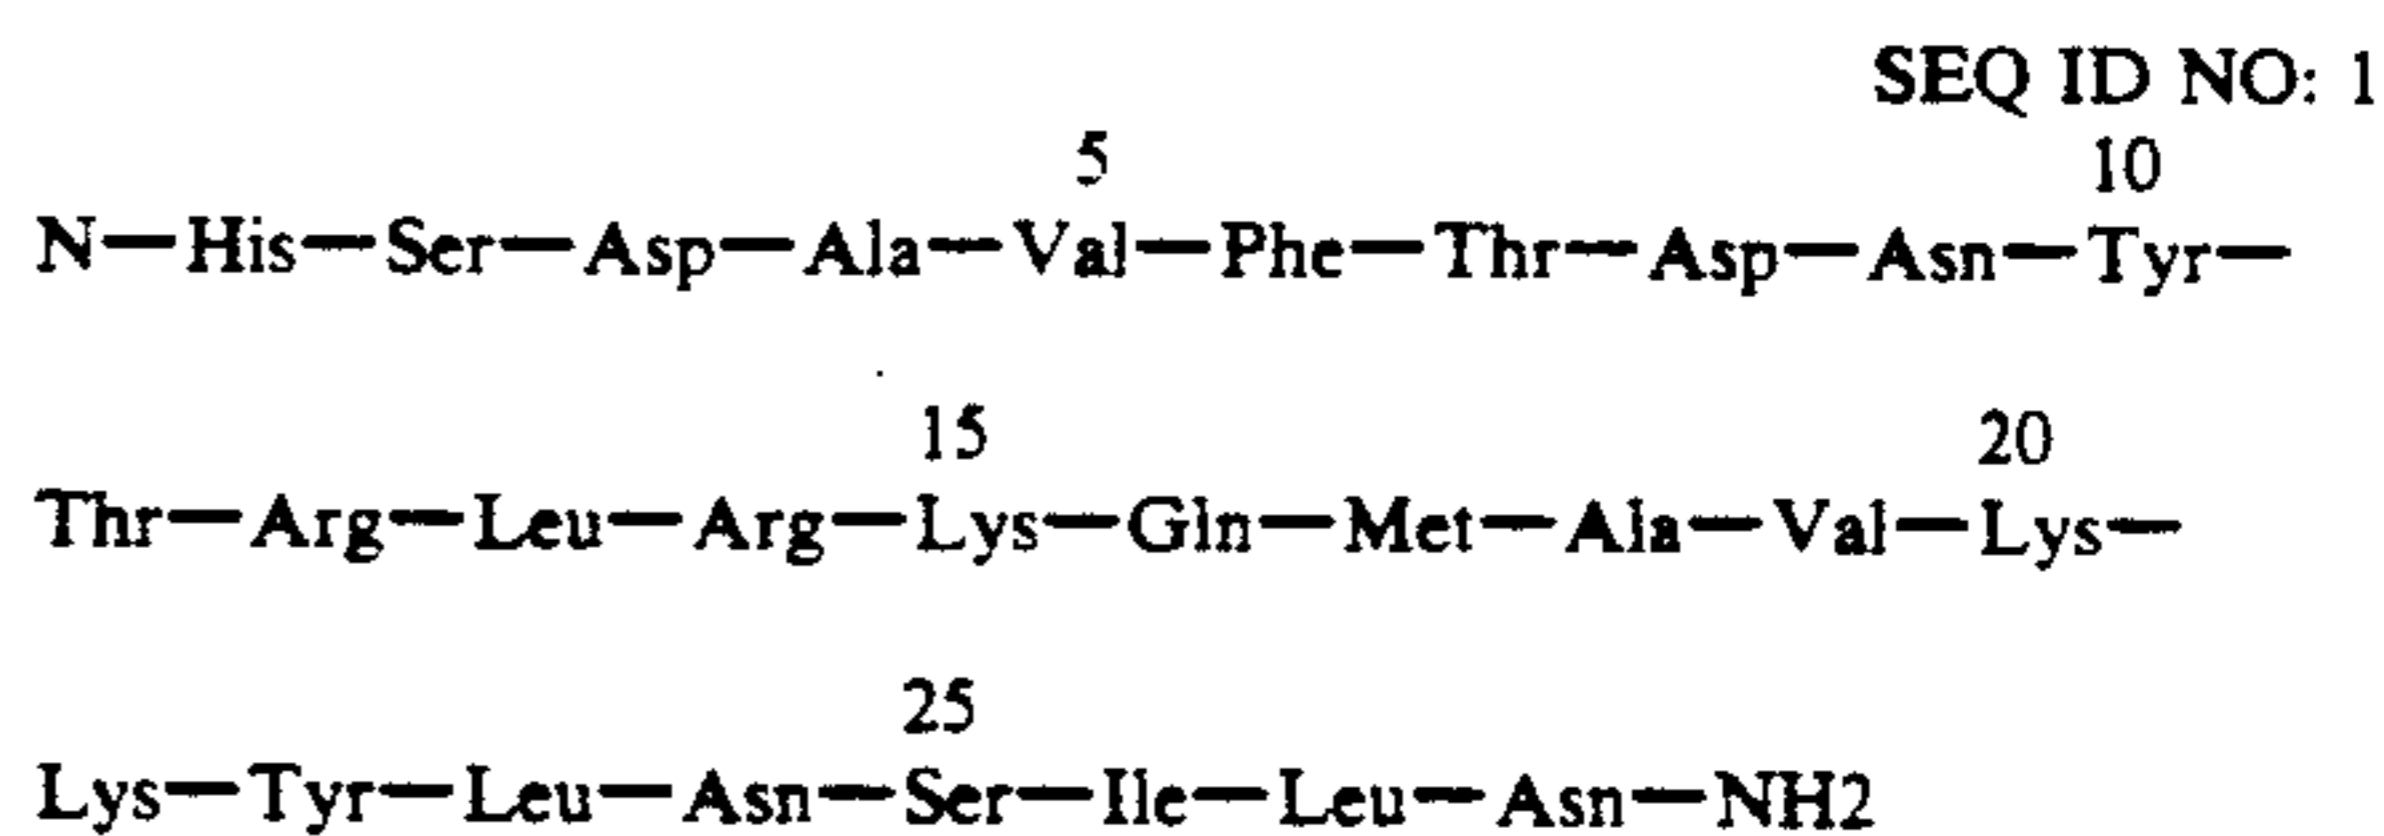 SEQ ID NO: 1
5 10
N—His—Ser—Asp—Ala—Val—Phe—Thr—Asp—Asn—Tyr—
15 20
Thr—Arg—Leu—Arg—Lys—Gln—Met—Ala—Val—Lys—
25
Lys—Tyr—Leu—Asn—Ser—Ile—Leu—Asn—NH2